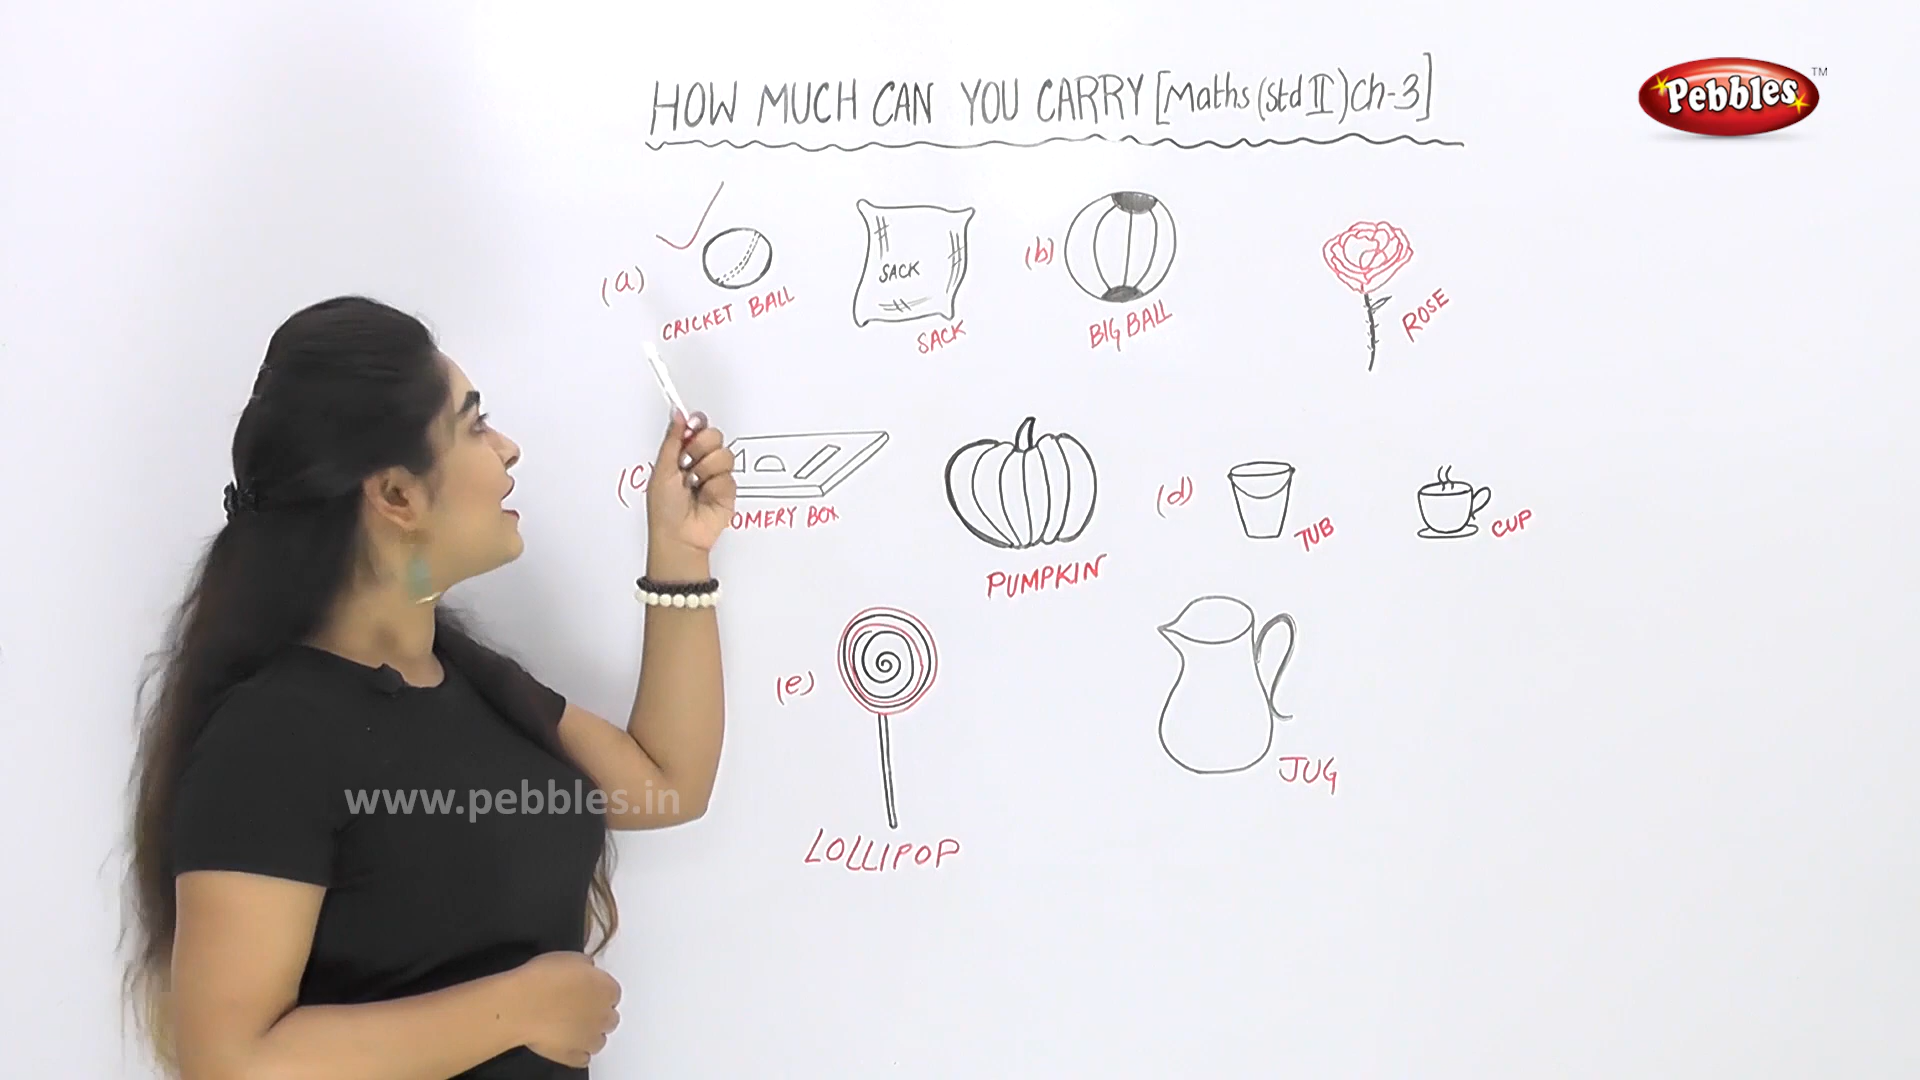 HOW MUCH CAN YOU CARRY [Maths (Std II) Ch-3]
Pebbles TM
(a)
CRICKET BALL
SACK
SACK
(b)
BIG BALL
ROSE
(c)
BOX
PUMPKIN
(d)
TUB
CUP
(e)
LOLLIPOP
JUG
www.pebbles.in